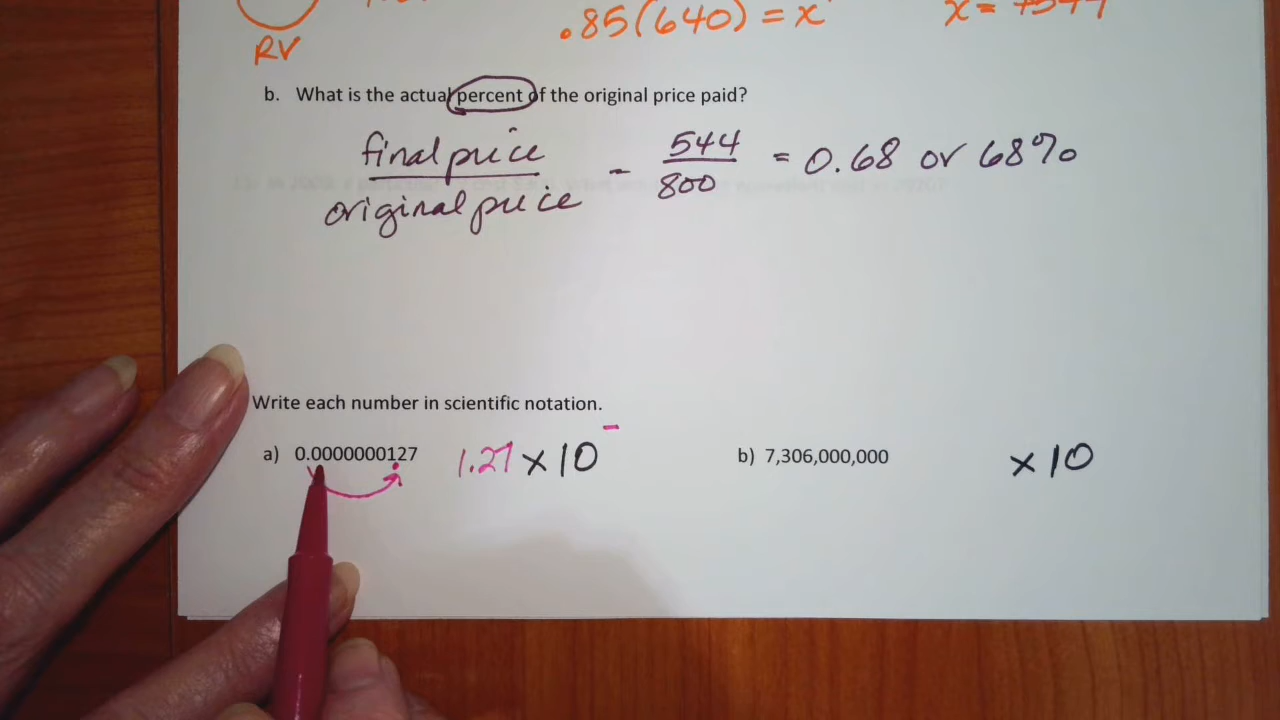 .85(640) = x
RV
b. What is the actual percent of the original price paid?
final price
original price
=
544
800
= 0.68 or 68%
Write each number in scientific notation.
a) 0.0000000127 1.27 × 10 -
b) 7,306,000,000 × 10